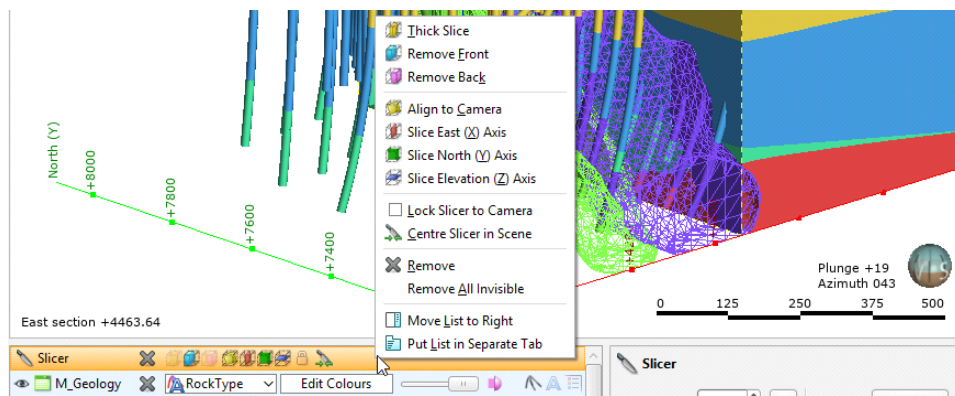 Thick Slice
Remove Front
Remove Back
Align to Camera
Slice East (X) Axis
Slice North (Y) Axis
Slice Elevation (Z) Axis
Lock Slicer to Camera
Centre Slicer in Scene
Remove
Remove All Invisible
Move List to Right
Put List in Separate Tab
North (Y)
+8000
+7800
+7600
+7400
Plunge +19
Azimuth 043
0 125 250 375 500
East section +4463.64
Slicer
M_Geology RockType Edit Colours
Slicer